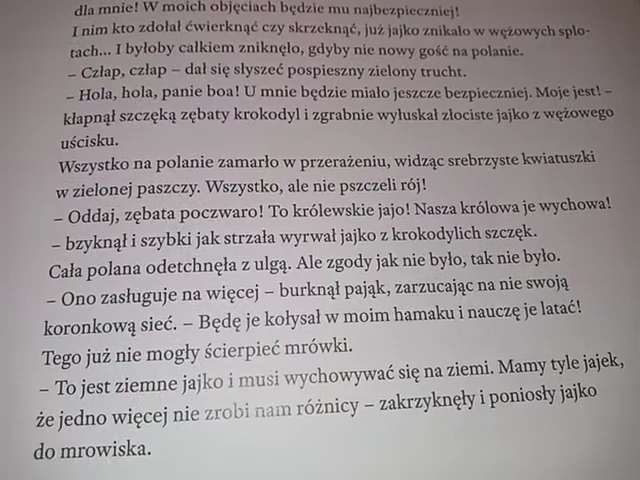 dla mnie! W moich objęciach będzie mu najbezpieczniej!
I nim kto zdołał ćwierknąć czy skrzeknąć, już jajko znikało w wężowych splo-
tach... I byłoby całkiem zniknęło, gdyby nie nowy gość na polanie.
– Człap, człap – dał się słyszeć pospieszny zielony trucht.
– Hola, hola, panie boa! U mnie będzie miało jeszcze bezpieczniej. Moje jest! –
kłapnął szczęką zębaty krokodyl i zgrabnie wyłuskał złociste jajko z wężowego
uścisku.
Wszystko na polanie zamarło w przerażeniu, widząc srebrzyste kwiatuszki
w zielonej paszczy. Wszystko, ale nie pszczeli rój!
– Oddaj, zębata poczwaro! To królewskie jajo! Nasza królowa je wychowa!
– bzyknął i szybki jak strzała wyrwał jajko z krokodylich szczęk.
Cała polana odetchnęła z ulgą. Ale zgody jak nie było, tak nie było.
– Ono zasługuje na więcej – burknął pająk, zarzucając na nie swoją
koronkową sieć. – Będę je kołysał w moim hamaku i nauczę je latać!
Tego już nie mogły ścierpieć mrówki.
– To jest ziemne jajko i musi wychowywać się na ziemi. Mamy tyle jajek,
że jedno więcej nie zrobi nam różnicy – zakrzyknęły i poniosły jajko
do mrowiska.